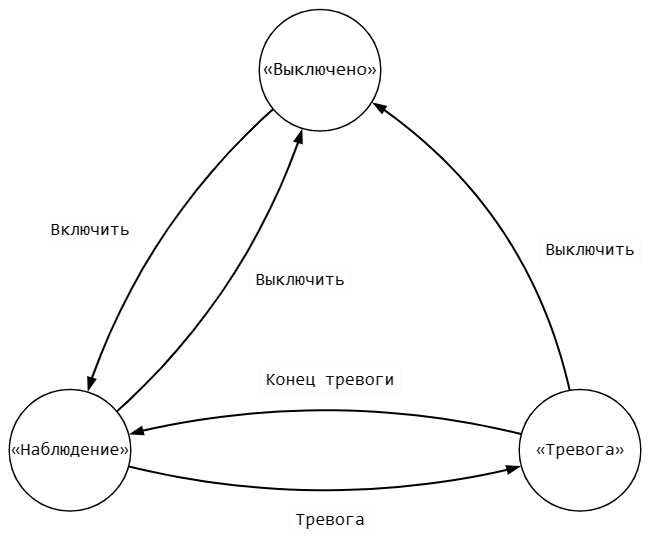 «Выключено»
Включить
Выключить
Выключить
Конец тревоги
«Наблюдение»
«Тревога»
Тревога